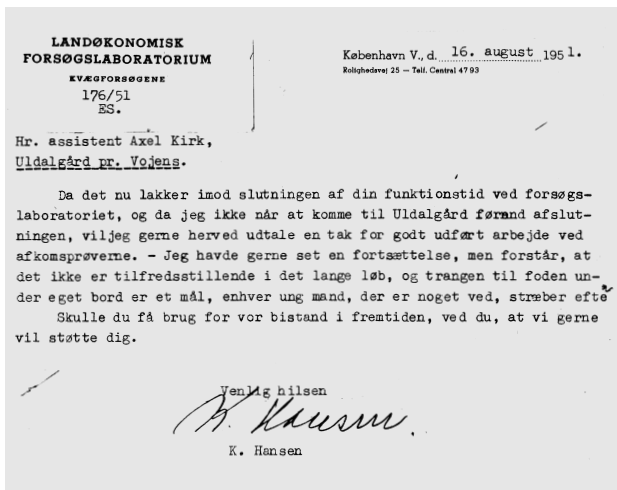 LANDØKONOMISK
FORSØGSLABORATORIUM
KVÆGFORSØGENE
176/51
ES.
København V., d. 16. august 1951.
Rolighedsvej 25 — Telf. Central 4793
Hr. assistent Axel Kirk,
Uldalgård pr. Vojens.
Da det nu lakker imod slutningen af din funktionstid ved forsøgs-
laboratoriet, og da jeg ikke når at komme til Uldalgård førand afslut-
ningen, viljeg gerne herved udtale en tak for godt udført arbejde ved
afkomsprøverne. - Jeg havde gerne set en fortsættelse, men forstår, at
det ikke er tilfredsstillende i det lange løb, og trangen til foden un-
der eget bord er et mål, enhver ung mand, der er noget ved, stræber efter
Skulle du få brug for vor bistand i fremtiden, ved du, at vi gerne
vil støtte dig.
Venlig hilsen
K. Hansen.
K. Hansen